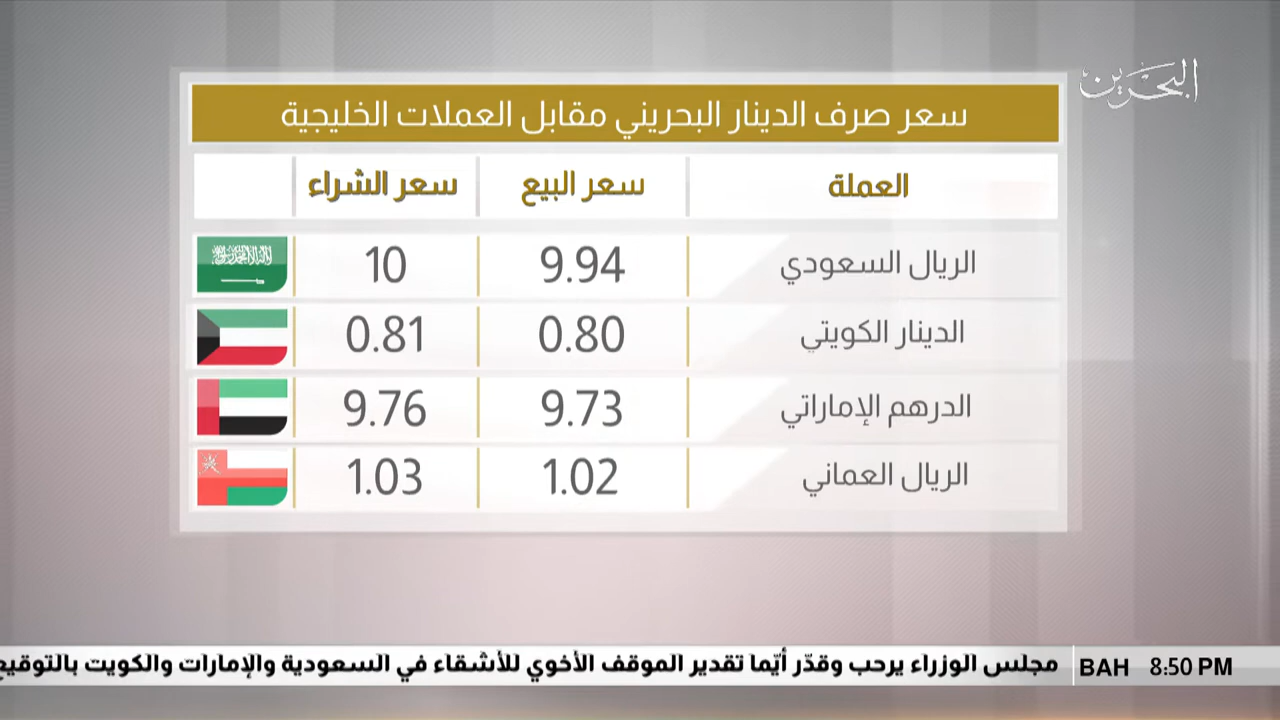 البحرين
سعر صرف الدينار البحريني مقابل العملات الخليجية
العملة سعر البيع سعر الشراء
الريال السعودي 9.94 10
الدينار الكويتي 0.80 0.81
الدرهم الإماراتي 9.73 9.76
الريال العماني 1.02 1.03
BAH 8:50 PM
مجلس الوزراء يرحب وقدّر أيّما تقدير الموقف الأخوي للأشقاء في السعودية والإمارات والكويت بالتوقيع